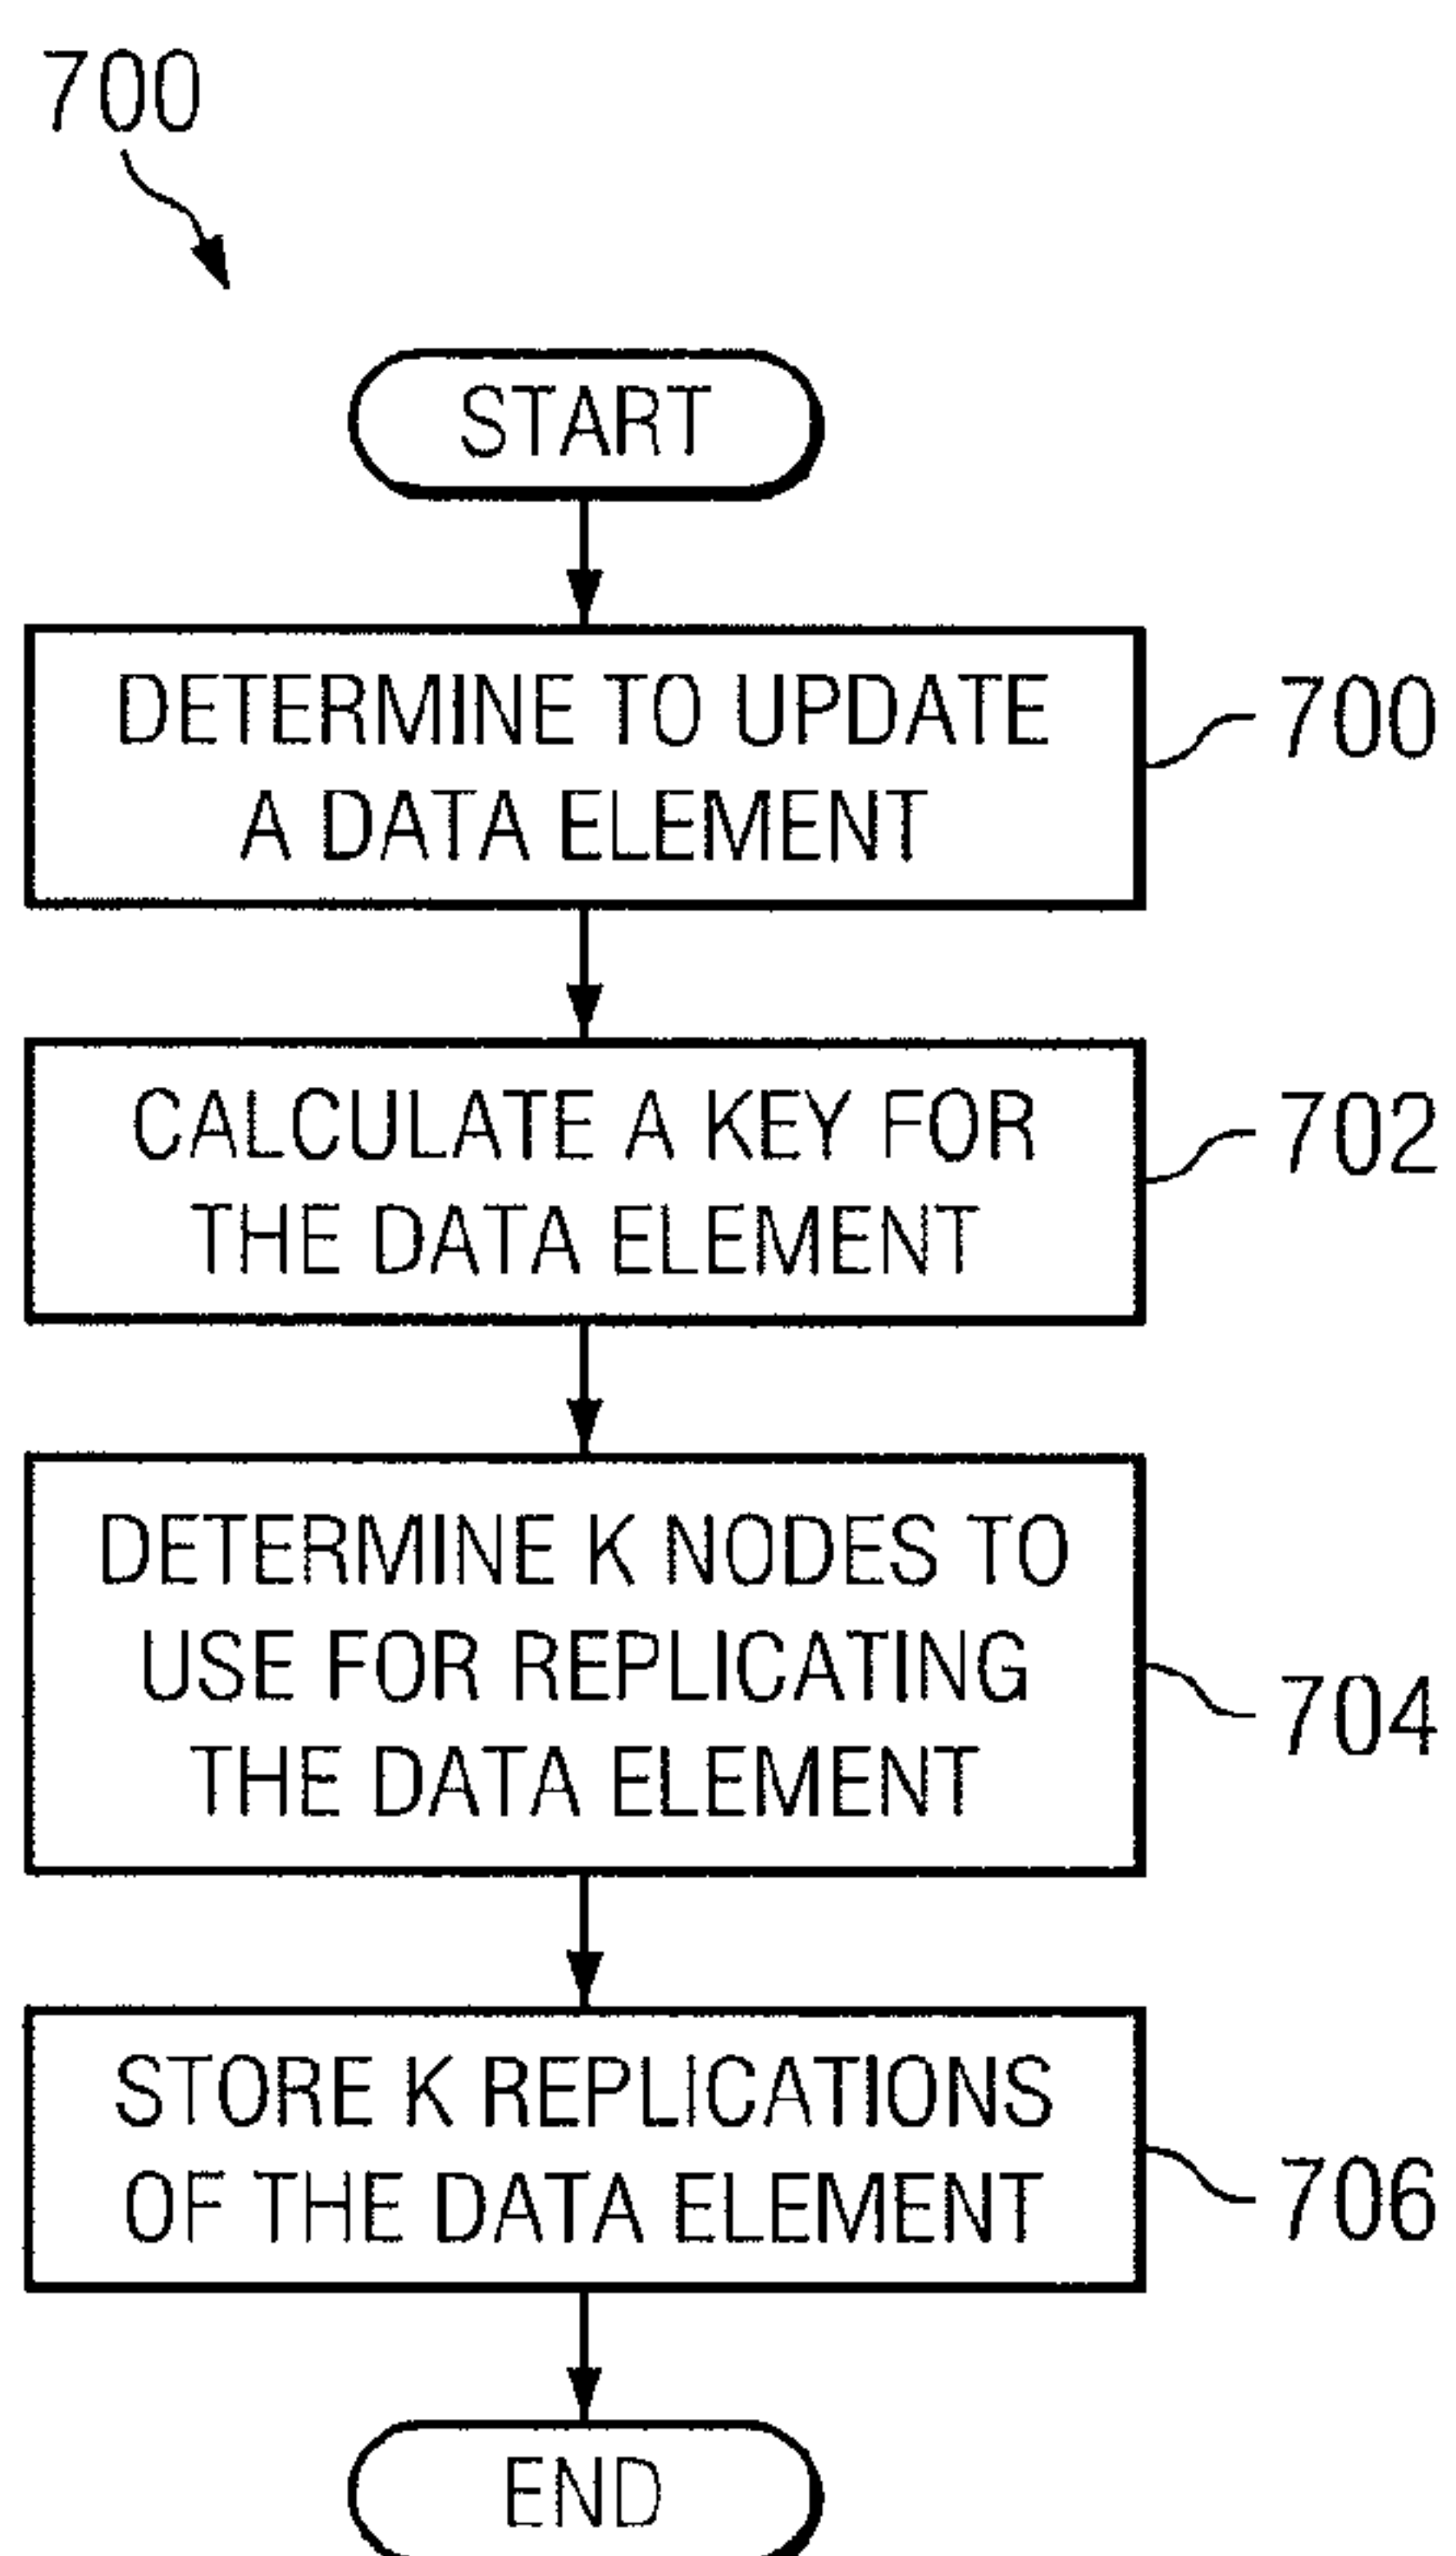 700
START
DETERMINE TO UPDATE
A DATA ELEMENT
700
CALCULATE A KEY FOR
THE DATA ELEMENT
702
DETERMINE K NODES TO
USE FOR REPLICATING
THE DATA ELEMENT
704
STORE K REPLICATIONS
OF THE DATA ELEMENT
706
END